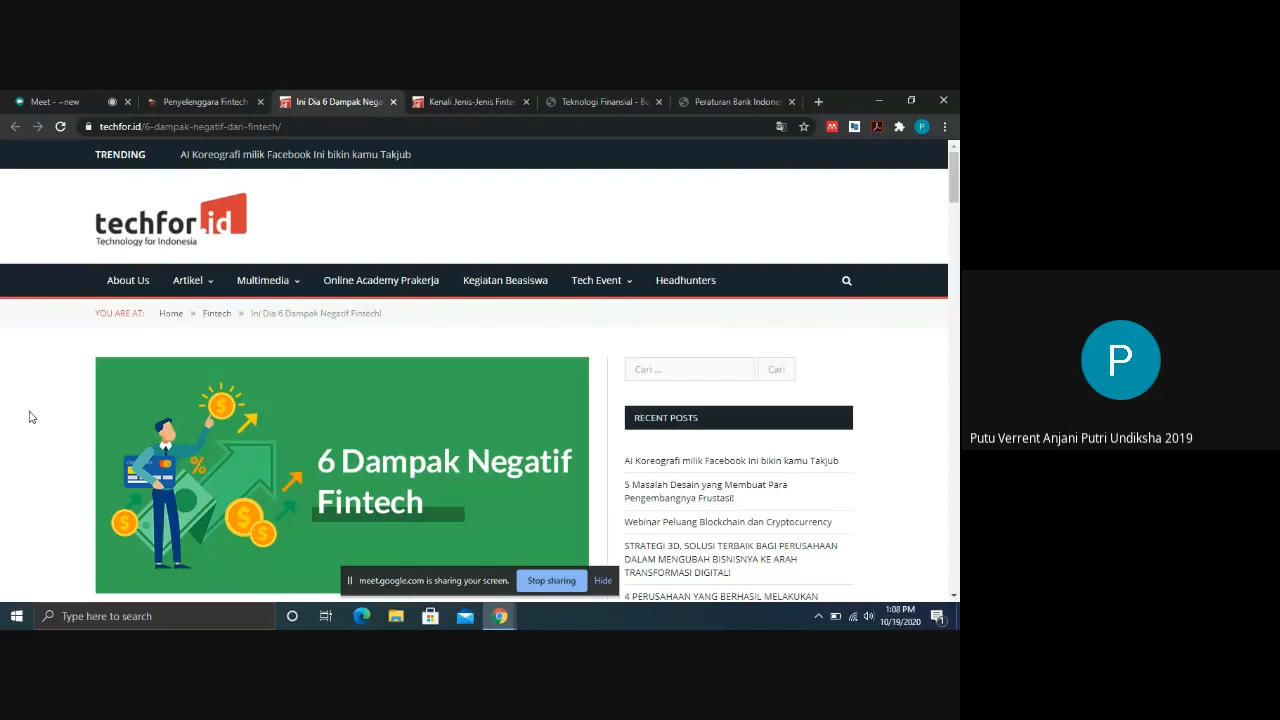 Meet - ~new
Penyelenggara Fintech
Ini Dia 6 Dampak Nega
Kenali Jenis-Jenis Finte
Teknologi Finansial - Ba
Peraturan Bank Indone
techfor.id/6-dampak-negatif-dari-fintech/
P
TRENDING
AI Koreografi milik Facebook Ini bikin kamu Takjub
techfor.id
Technology for Indonesia
About Us
Artikel
Multimedia
Online Academy Prakerja
Kegiatan Beasiswa
Tech Event
Headhunters
YOU ARE AT:
Home » Fintech » Ini Dia 6 Dampak Negatif Fintech!
6 Dampak Negatif
Fintech
Cari ...
Cari
RECENT POSTS
AI Koreografi milik Facebook Ini bikin kamu Takjub
5 Masalah Desain yang Membuat Para
Pengembangnya Frustasi!
Webinar Peluang Blockchain dan Cryptocurrency
STRATEGI 3D, SOLUSI TERBAIK BAGI PERUSAHAAN
DALAM MENGUBAH BISNISNYA KE ARAH
TRANSFORMASI DIGITAL!
4 PERUSAHAAN YANG BERHASIL MELAKUKAN
meet.google.com is sharing your screen.
Stop sharing
Hide
Type here to search
1:08 PM
10/19/2020
1
P
Putu Verrent Anjani Putri Undiksha 2019